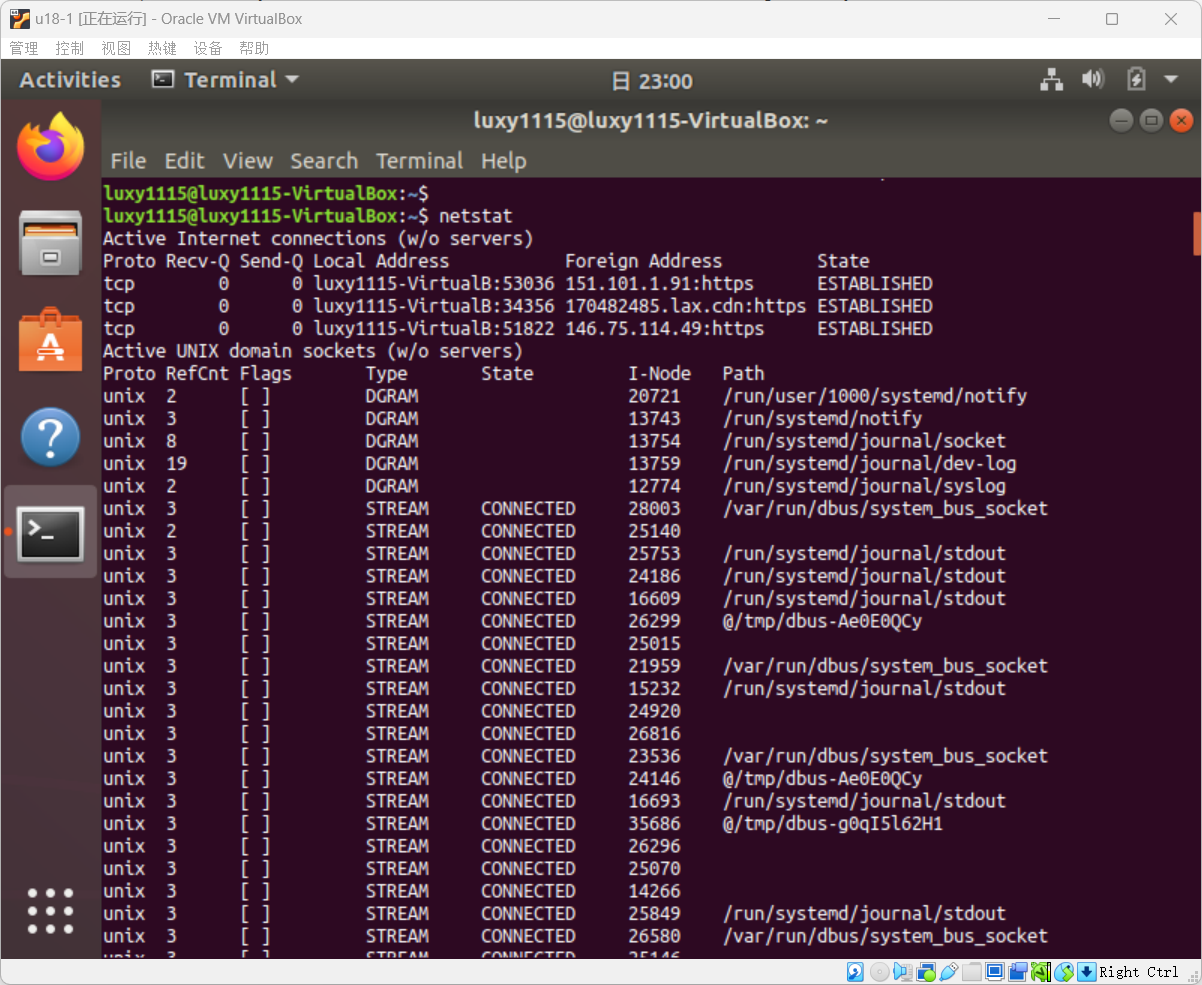 u18-1 [正在运行] - Oracle VM VirtualBox
管理 控制 视图 热键 设备 帮助
Activities Terminal 日 23:00
luxy1115@luxy1115-VirtualBox: ~
File Edit View Search Terminal Help
luxy1115@luxy1115-VirtualBox:~$
luxy1115@luxy1115-VirtualBox:~$ netstat
Active Internet connections (w/o servers)
Proto Recv-Q Send-Q Local Address           Foreign Address         State
tcp        0      0 luxy1115-VirtualB:53036 151.101.1.91:https      ESTABLISHED
tcp        0      0 luxy1115-VirtualB:34356 170482485.lax.cdn:https ESTABLISHED
tcp        0      0 luxy1115-VirtualB:51822 146.75.114.49:https     ESTABLISHED
Active UNIX domain sockets (w/o servers)
Proto RefCnt Flags       Type       State         I-Node   Path
unix  2      [ ]         DGRAM                    20721    /run/user/1000/systemd/notify
unix  3      [ ]         DGRAM                    13743    /run/systemd/notify
unix  8      [ ]         DGRAM                    13754    /run/systemd/journal/socket
unix  19     [ ]         DGRAM                    13759    /run/systemd/journal/dev-log
unix  2      [ ]         DGRAM                    12774    /run/systemd/journal/syslog
unix  3      [ ]         STREAM     CONNECTED     28003    /var/run/dbus/system_bus_socket
unix  2      [ ]         STREAM     CONNECTED     25140
unix  3      [ ]         STREAM     CONNECTED     25753    /run/systemd/journal/stdout
unix  3      [ ]         STREAM     CONNECTED     24186    /run/systemd/journal/stdout
unix  3      [ ]         STREAM     CONNECTED     16609    /run/systemd/journal/stdout
unix  3      [ ]         STREAM     CONNECTED     26299    @/tmp/dbus-Ae0E0QCy
unix  3      [ ]         STREAM     CONNECTED     25015
unix  3      [ ]         STREAM     CONNECTED     21959    /var/run/dbus/system_bus_socket
unix  3      [ ]         STREAM     CONNECTED     15232    /run/systemd/journal/stdout
unix  3      [ ]         STREAM     CONNECTED     24920
unix  3      [ ]         STREAM     CONNECTED     26816
unix  3      [ ]         STREAM     CONNECTED     23536    /var/run/dbus/system_bus_socket
unix  3      [ ]         STREAM     CONNECTED     24146    @/tmp/dbus-Ae0E0QCy
unix  3      [ ]         STREAM     CONNECTED     16693    /run/systemd/journal/stdout
unix  3      [ ]         STREAM     CONNECTED     35686    @/tmp/dbus-g0qI5l62H1
unix  3      [ ]         STREAM     CONNECTED     26296
unix  3      [ ]         STREAM     CONNECTED     25070
unix  3      [ ]         STREAM     CONNECTED     14266
unix  3      [ ]         STREAM     CONNECTED     25849    /run/systemd/journal/stdout
unix  3      [ ]         STREAM     CONNECTED     26580    /var/run/dbus/system_bus_socket
Right Ctrl